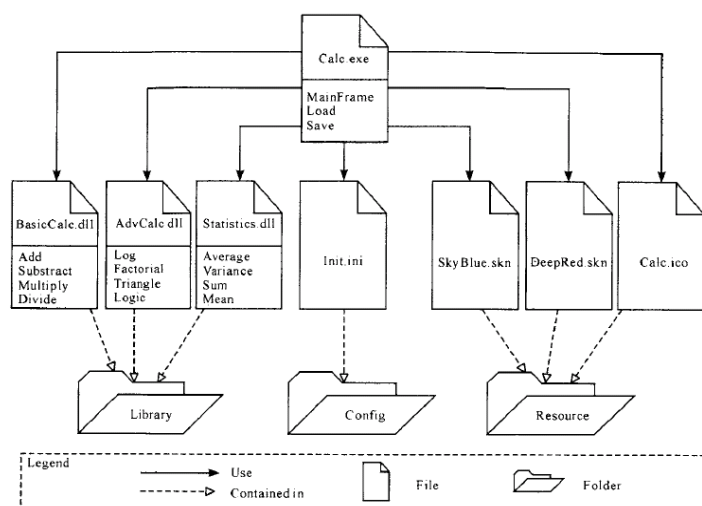 Calc.exe
MainFrame
Load
Save
BasicCalc.dll
Add
Substract
Multiply
Divide
AdvCalc.dll
Log
Factorial
Triangle
Logic
Statistics.dll
Average
Variance
Sum
Mean
Init.ini
SkyBlue.skn
DeepRed.skn
Calc.ico
Library
Config
Resource
Legend
Use
Contained in
File
Folder